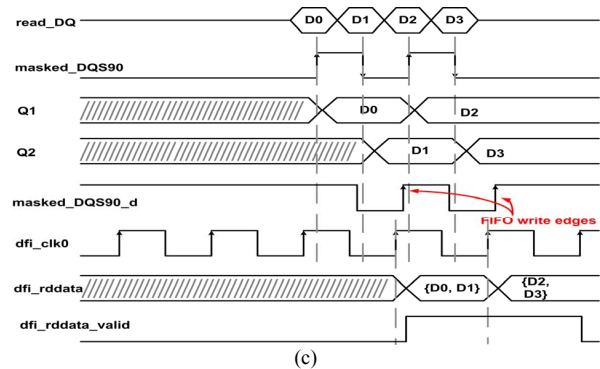 read_DQ D0 D1 D2 D3
masked_DQS90
Q1 D0 D2
Q2 D1 D3
masked_DQS90_d
FIFO write edges
dfi_clk0
dfi_rddata {D0, D1} {D2,
D3}
dfi_rddata_valid
(c)